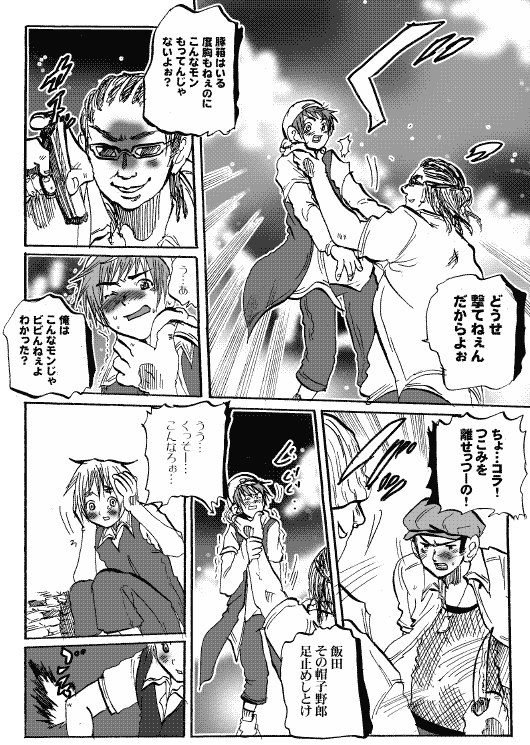 どうせ
撃てねぇん
だからよぉ
豚箱はいる
度胸もねぇのに
こんなモン
もってんじゃ
ないよぉ?
う…あ
俺は
こんなモンじゃ
ビビんねぇよ
わかった?
ちょ…コラ!
つこみを
離せっつーの!
飯田
その帽子野郎
足止めしとけ
うう…
くっそー!
こんなろぉ…